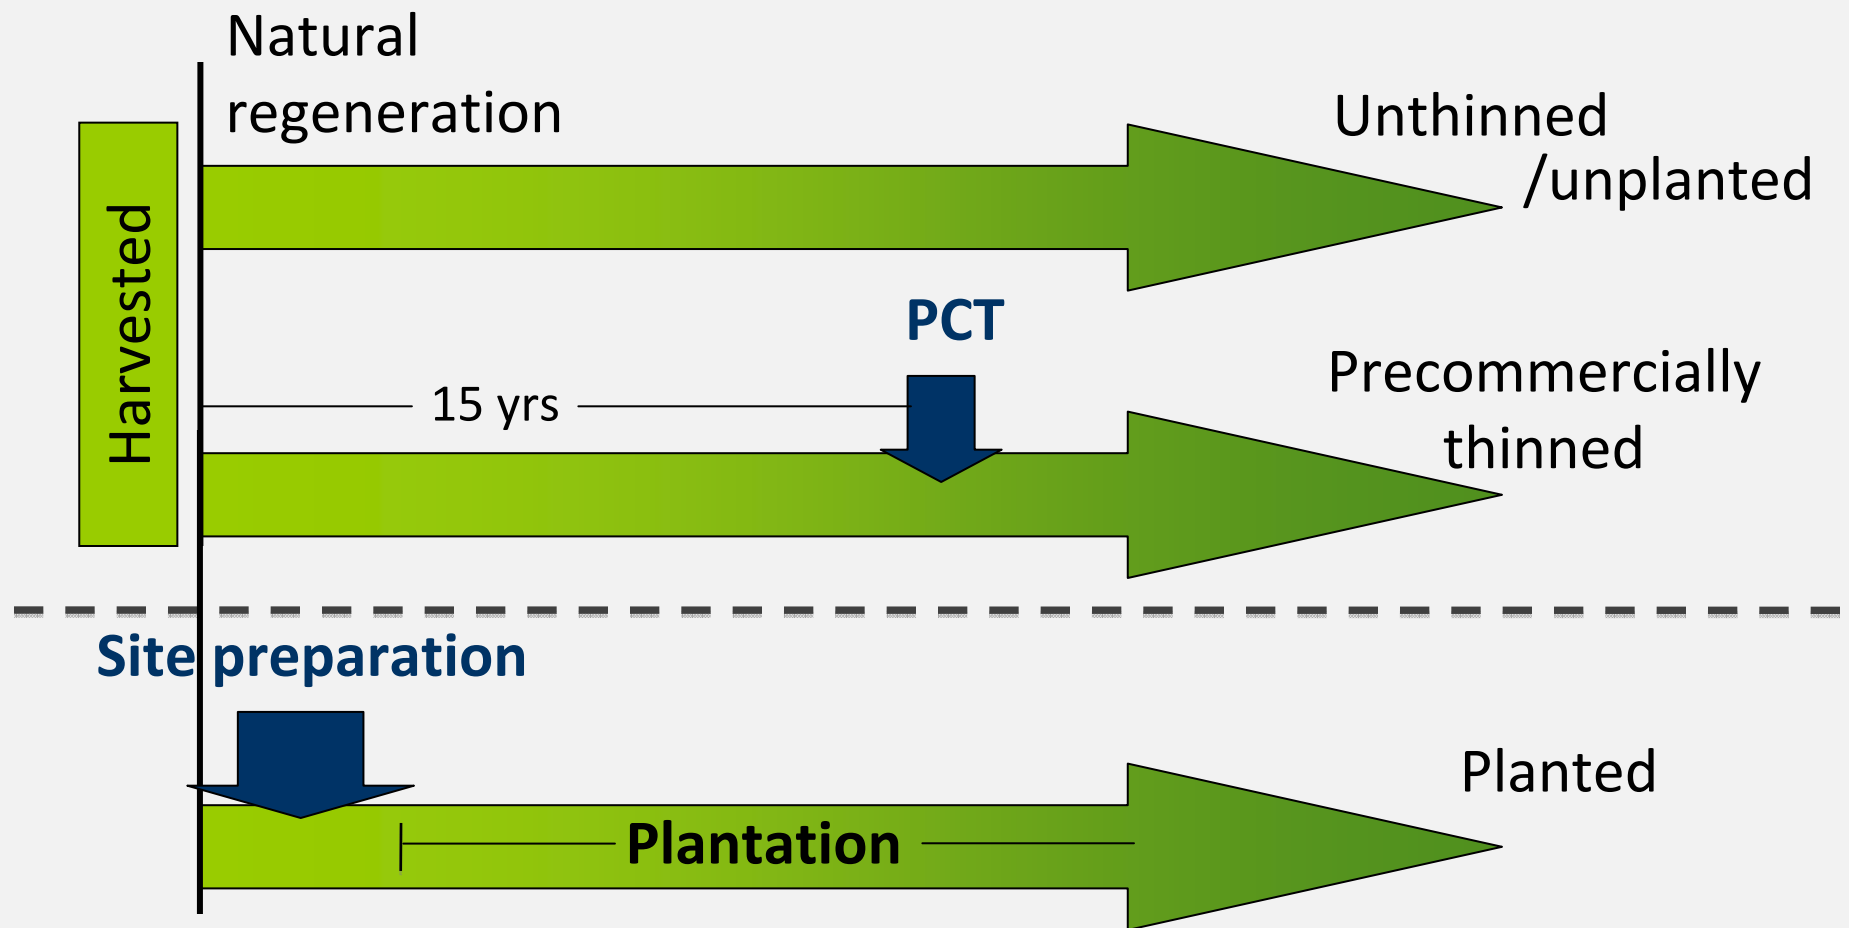 Natural
regeneration
Harvested
Unthinned
/unplanted
PCT
15 yrs
Precommercially
thinned
Site preparation
Planted
Plantation